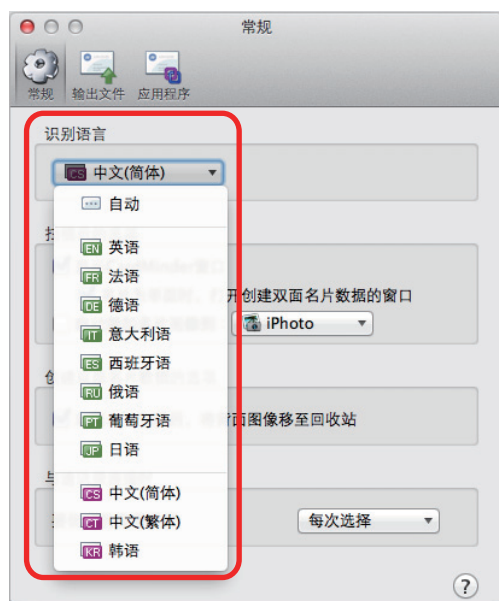 常规
常规 输出文件 应用程序
识别语言
CS 中文(简体)
自动
EN 英语
FR 法语
DE 德语
IT 意大利语
ES 西班牙语
RU 俄语
PT 葡萄牙语
JP 日语
CS 中文(简体)
CT 中文(繁体)
KR 韩语
开创建双面名片数据的窗口
iPhoto
面图像移至回收站
每次选择
?